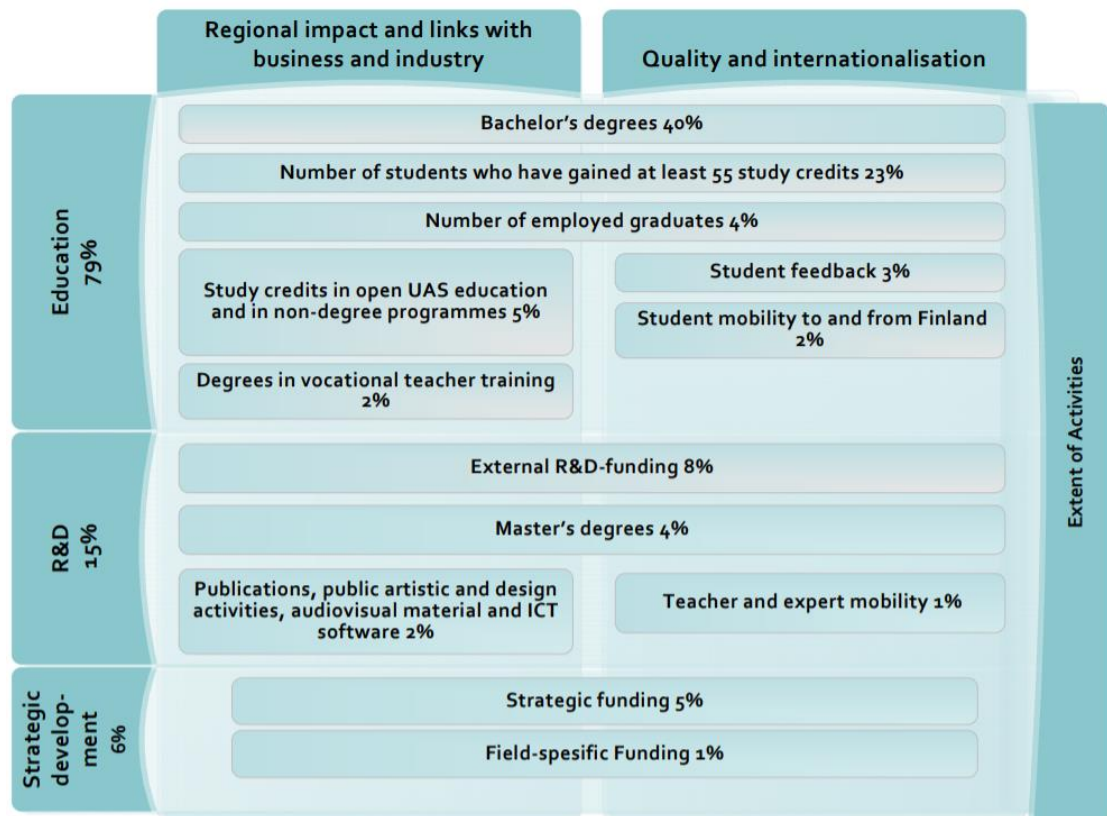 Regional impact and links with
business and industry
Quality and internationalisation
Education
79%
Bachelor's degrees 40%
Number of students who have gained at least 55 study credits 23%
Number of employed graduates 4%
Study credits in open UAS education
and in non-degree programmes 5%
Student feedback 3%
Student mobility to and from Finland
2%
Degrees in vocational teacher training
2%
R&D
15%
External R&D-funding 8%
Master's degrees 4%
Publications, public artistic and design
activities, audiovisual material and ICT
software 2%
Teacher and expert mobility 1%
Strategic
develop-
ment
6%
Strategic funding 5%
Field-spesific Funding 1%
Extent of Activities